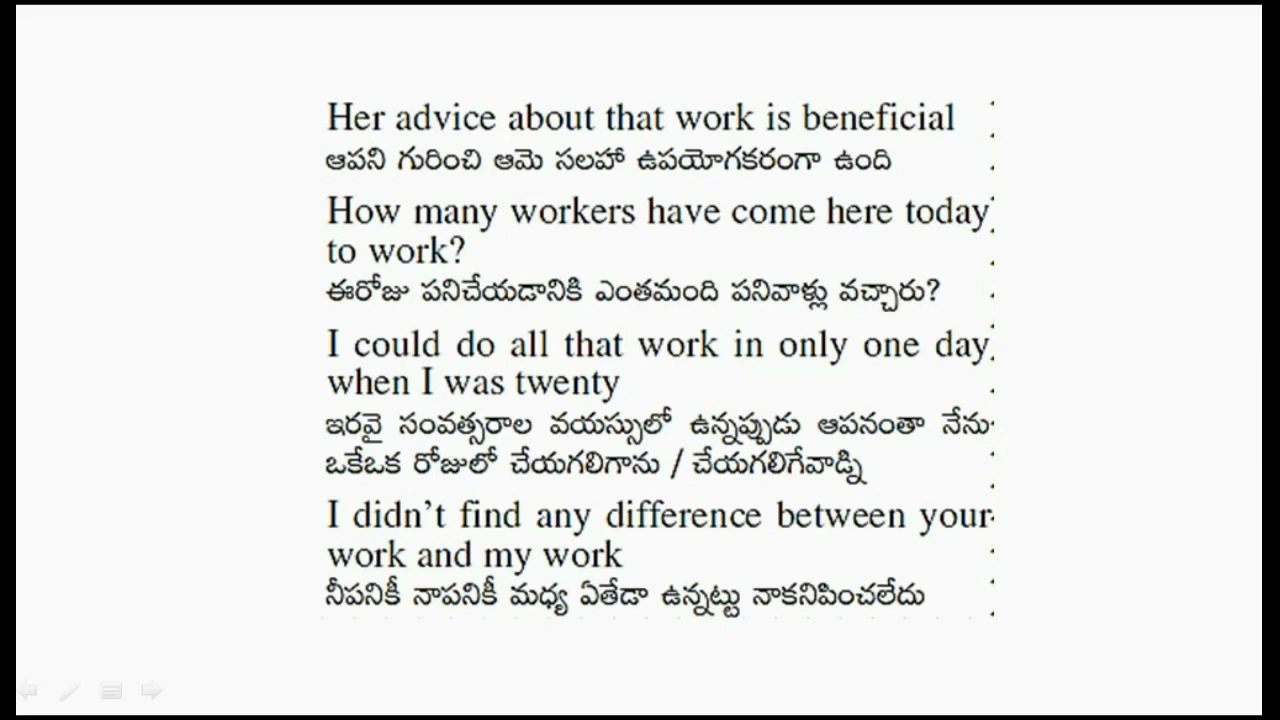 Her advice about that work is beneficial
ఆపని గురించి ఆమె సలహా ఉపయోగకరంగా ఉంది
How many workers have come here today
to work?
ఈరోజు పనిచేయడానికి ఎంతమంది పనివాళ్లు వచ్చారు?
I could do all that work in only one day
when I was twenty
ఇరవై సంవత్సరాల వయస్సులో ఉన్నప్పుడు ఆపనంతా నేను
ఒకేఒక రోజులో చేయగలిగాను / చేయగలిగేవాడ్ని
I didn't find any difference between your
work and my work
నీపనికీ నాపనికీ మధ్య ఏతేడా ఉన్నట్టు నాకనిపించలేదు